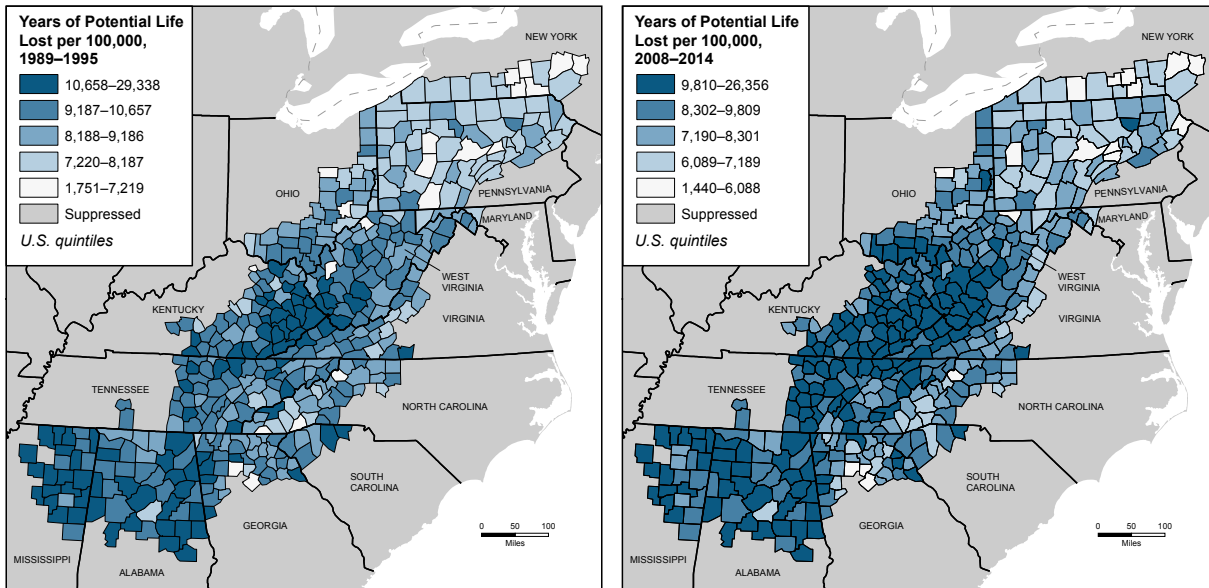 Years of Potential Life
Lost per 100,000,
1989–1995
10,658–29,338
9,187–10,657
8,188–9,186
7,220–8,187
1,751–7,219
Suppressed
U.S. quintiles
NEW YORK
OHIO
PENNSYLVANIA
MARYLAND
WEST
VIRGINIA
KENTUCKY
VIRGINIA
TENNESSEE
NORTH CAROLINA
SOUTH
CAROLINA
GEORGIA
MISSISSIPPI
ALABAMA
0 50 100
Miles
Years of Potential Life
Lost per 100,000,
2008–2014
9,810–26,356
8,302–9,809
7,190–8,301
6,089–7,189
1,440–6,088
Suppressed
U.S. quintiles
NEW YORK
OHIO
PENNSYLVANIA
MARYLAND
WEST
VIRGINIA
KENTUCKY
VIRGINIA
TENNESSEE
NORTH CAROLINA
SOUTH
CAROLINA
GEORGIA
MISSISSIPPI
ALABAMA
0 50 100
Miles